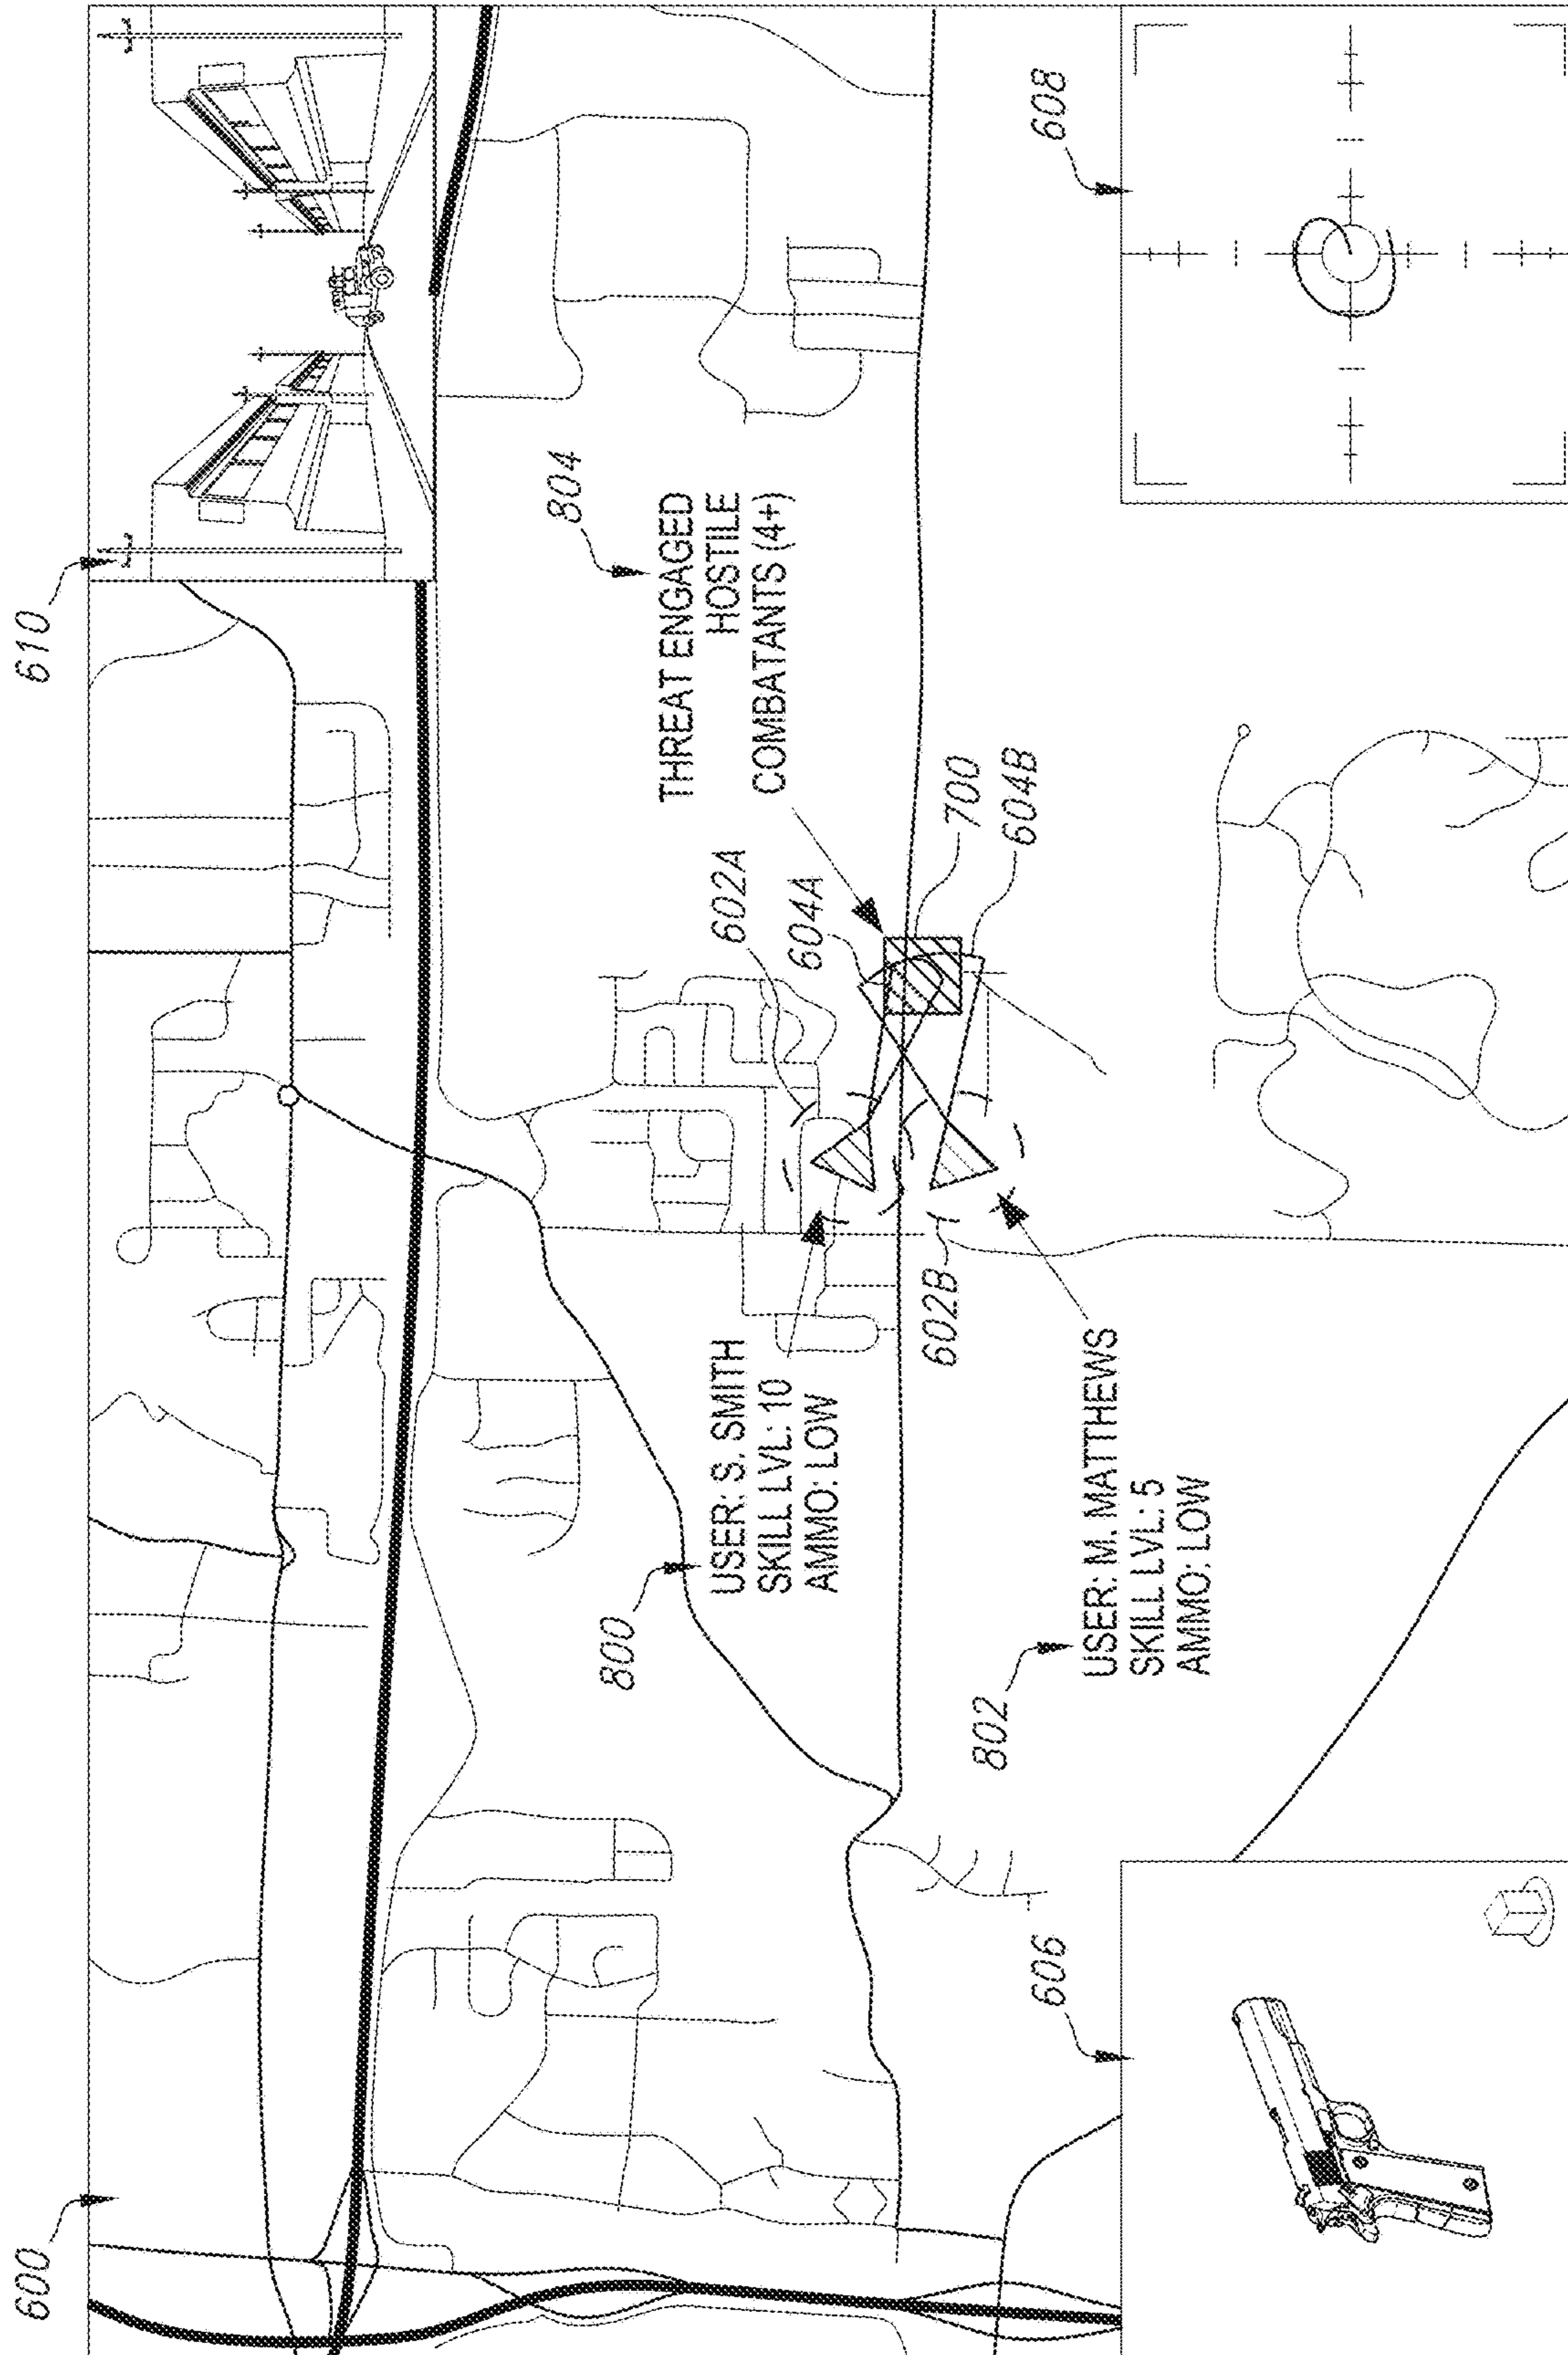 600
610
804
THREAT ENGAGED
HOSTILE
COMBATANTS (4+)
602A
604A
700
604B
800
USER: S. SMITH
SKILL LVL: 10
AMMO: LOW
602B
802
USER: M. MATTHEWS
SKILL LVL: 5
AMMO: LOW
606
608